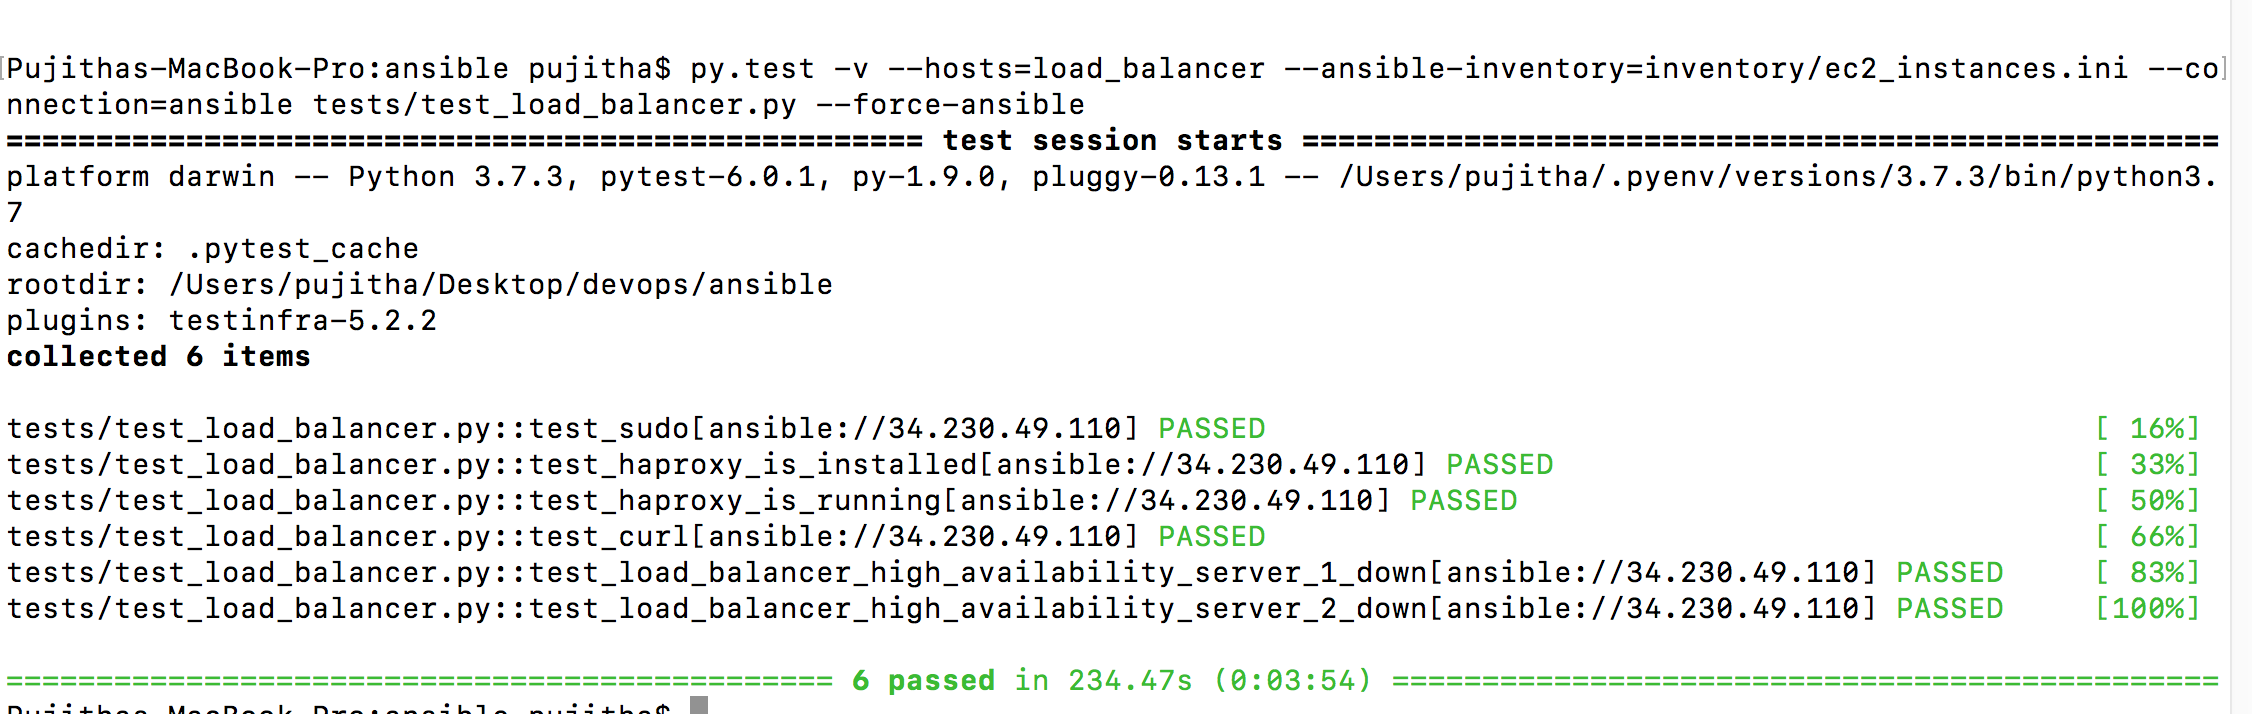 Pujithas-MacBook-Pro:ansible pujitha$ py.test -v --hosts=load_balancer --ansible-inventory=inventory/ec2_instances.ini --co
nnection=ansible tests/test_load_balancer.py --force-ansible
=================================================== test session starts ===================================================
platform darwin -- Python 3.7.3, pytest-6.0.1, py-1.9.0, pluggy-0.13.1 -- /Users/pujitha/.pyenv/versions/3.7.3/bin/python3.
7
cachedir: .pytest_cache
rootdir: /Users/pujitha/Desktop/devops/ansible
plugins: testinfra-5.2.2
collected 6 items
tests/test_load_balancer.py::test_sudo[ansible://34.230.49.110] PASSED [ 16%]
tests/test_load_balancer.py::test_haproxy_is_installed[ansible://34.230.49.110] PASSED [ 33%]
tests/test_load_balancer.py::test_haproxy_is_running[ansible://34.230.49.110] PASSED [ 50%]
tests/test_load_balancer.py::test_curl[ansible://34.230.49.110] PASSED [ 66%]
tests/test_load_balancer.py::test_load_balancer_high_availability_server_1_down[ansible://34.230.49.110] PASSED [ 83%]
tests/test_load_balancer.py::test_load_balancer_high_availability_server_2_down[ansible://34.230.49.110] PASSED [100%]
============================================== 6 passed in 234.47s (0:03:54) ==============================================
Pujithas-MacBook-Pro:ansible pujitha$